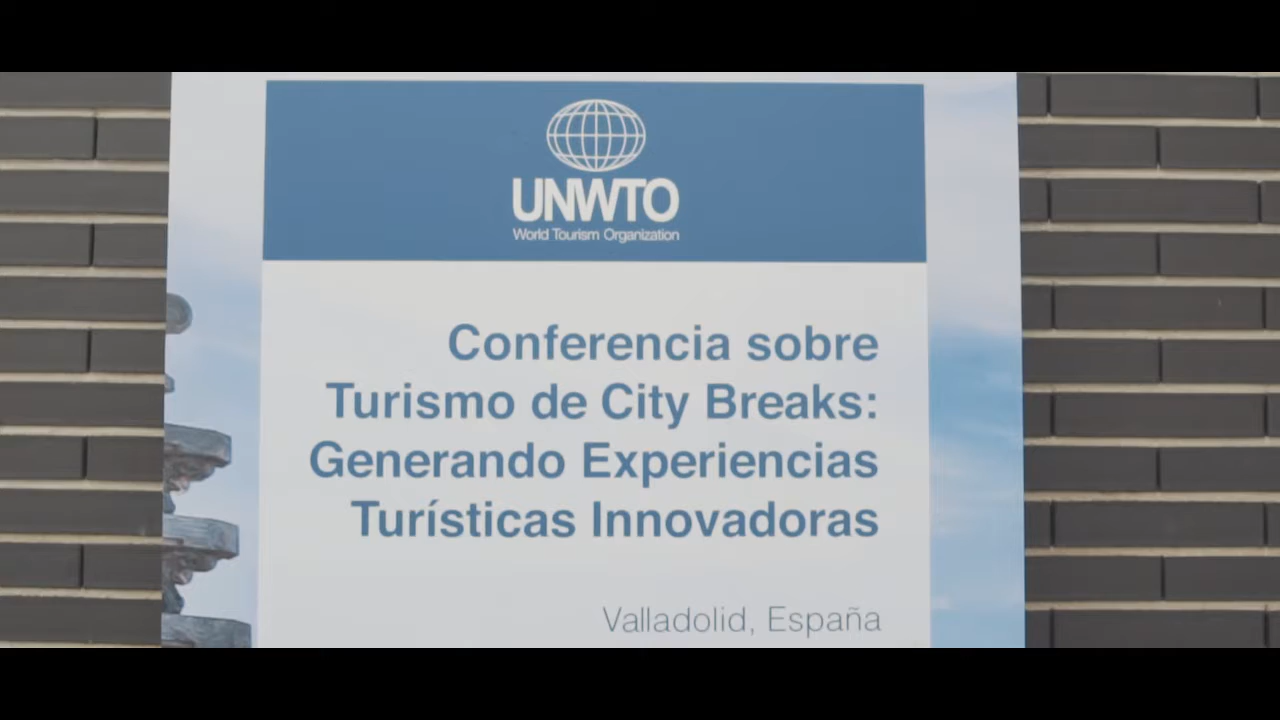 UNWTO
World Tourism Organization
Conferencia sobre
Turismo de City Breaks:
Generando Experiencias
Turísticas Innovadoras
Valladolid, España